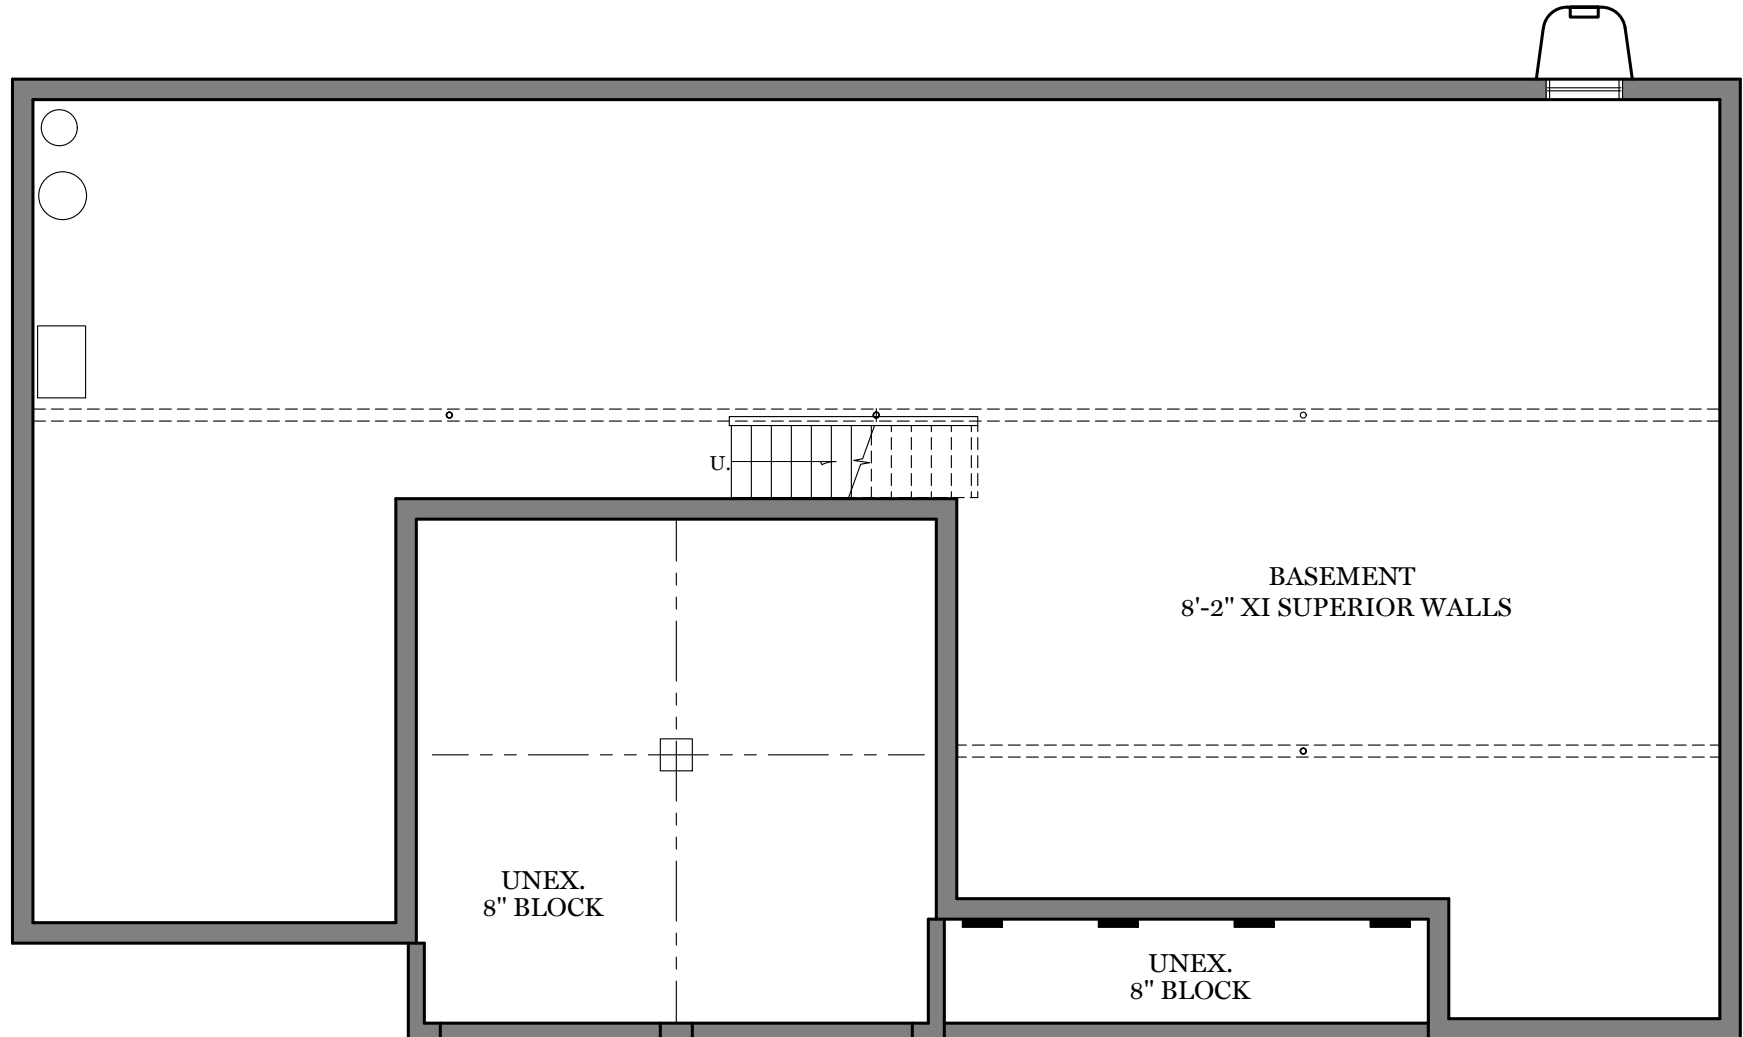 U.
BASEMENT
8'-2" XI SUPERIOR WALLS
UNEX.
8" BLOCK
UNEX.
8" BLOCK